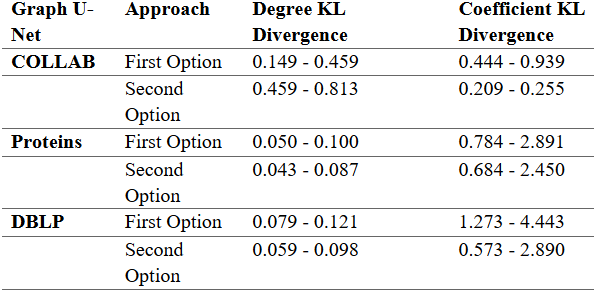 Graph U- Approach Degree KL Coefficient KL
Net Divergence Divergence
COLLAB First Option 0.149 - 0.459 0.444 - 0.939
Second 0.459 - 0.813 0.209 - 0.255
Option
Proteins First Option 0.050 - 0.100 0.784 - 2.891
Second 0.043 - 0.087 0.684 - 2.450
Option
DBLP First Option 0.079 - 0.121 1.273 - 4.443
Second 0.059 - 0.098 0.573 - 2.890
Option